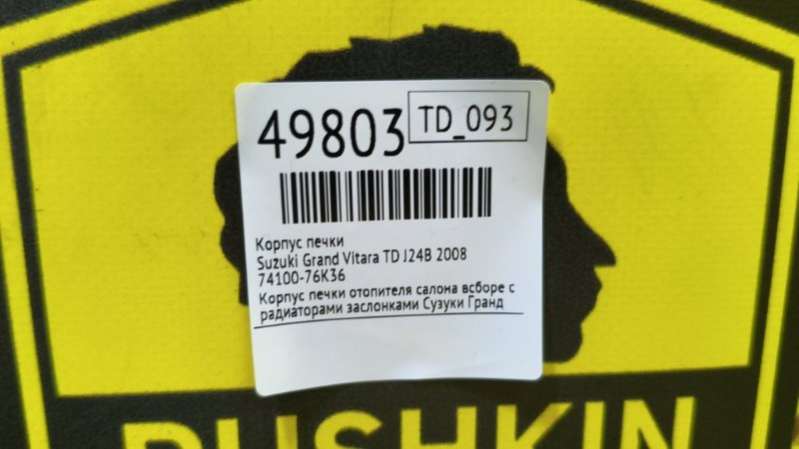 49803
TD_093
Корпус печки
Suzuki Grand Vitara TD J24B 2008
74100-76K36
Корпус печки отопителя салона всборе с
радиаторами заслонками Сузуки Гранд
PUSHKIN